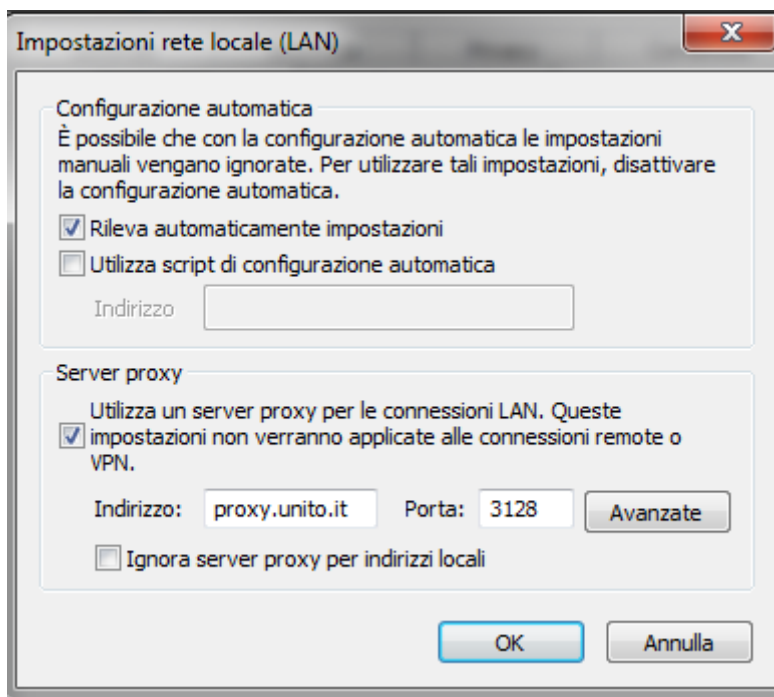 Impostazioni rete locale (LAN)
Configurazione automatica
È possibile che con la configurazione automatica le impostazioni
manuali vengano ignorate. Per utilizzare tali impostazioni, disattivare
la configurazione automatica.
Rileva automaticamente impostazioni
Utilizza script di configurazione automatica
Indirizzo
Server proxy
Utilizza un server proxy per le connessioni LAN. Queste
impostazioni non verranno applicate alle connessioni remote o
VPN.
Indirizzo: proxy.unito.it Porta: 3128 Avanzate
Ignora server proxy per indirizzi locali
OK Annulla